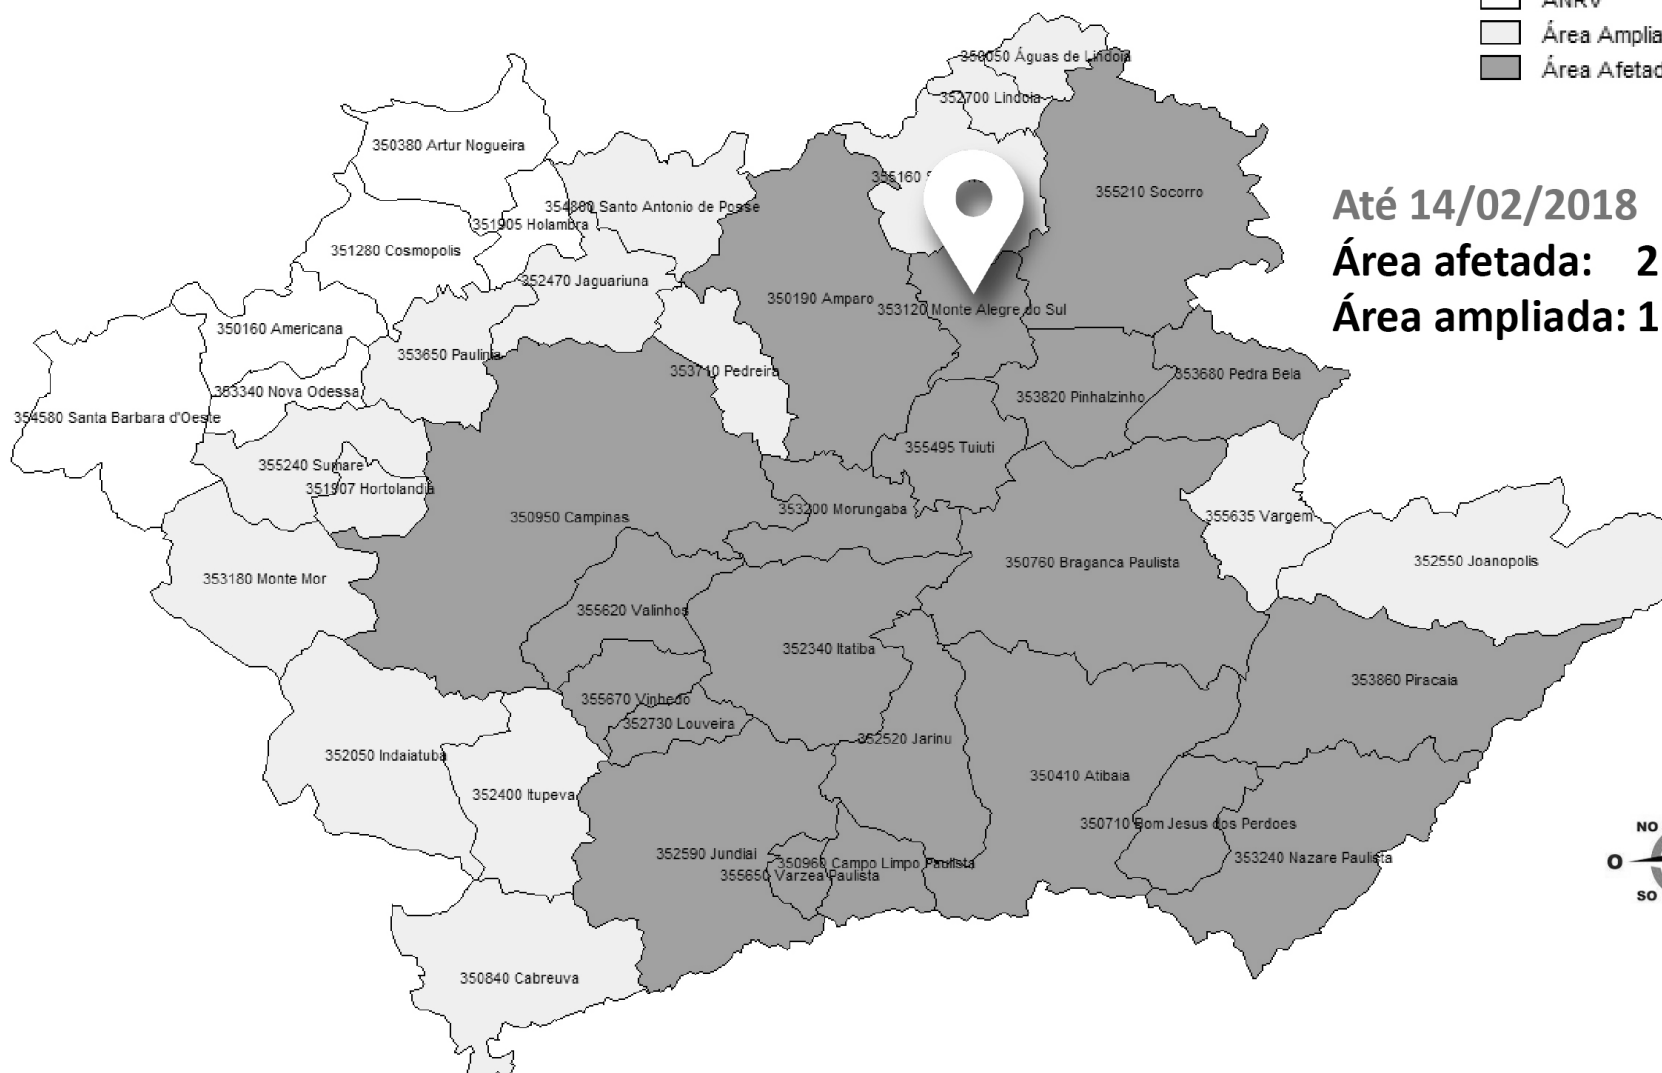 ANRV
Área Amplia
Área Afetad
350050 Águas de Lindoia
352700 Lindoia
350380 Artur Nogueira
355160 S
355210 Socorro
354800 Santo Antonio de Posse
351905 Holambra
351280 Cosmopolis
Até 14/02/2018
Área afetada: 2
Área ampliada: 1
352470 Jaguariuna
350190 Amparo
353120 Monte Alegre do Sul
350160 Americana
353650 Paulinia
353710 Pedreira
353680 Pedra Bela
353340 Nova Odessa
353820 Pinhalzinho
354580 Santa Barbara d'Oeste
355495 Tuiuti
355240 Sumare
351907 Hortolandia
353200 Morungaba
350950 Campinas
355635 Vargem
350760 Braganca Paulista
352550 Joanopolis
353180 Monte Mor
355620 Valinhos
352340 Itatiba
353860 Piracaia
355670 Vinhedo
352730 Louveira
352520 Jarinu
352050 Indaiatuba
350410 Atibaia
352400 Itupeva
350710 Bom Jesus dos Perdoes
NO
352590 Jundiai
350960 Campo Limpo Paulista
353240 Nazare Paulista
O
355650 Varzea Paulista
SO
350840 Cabreuva